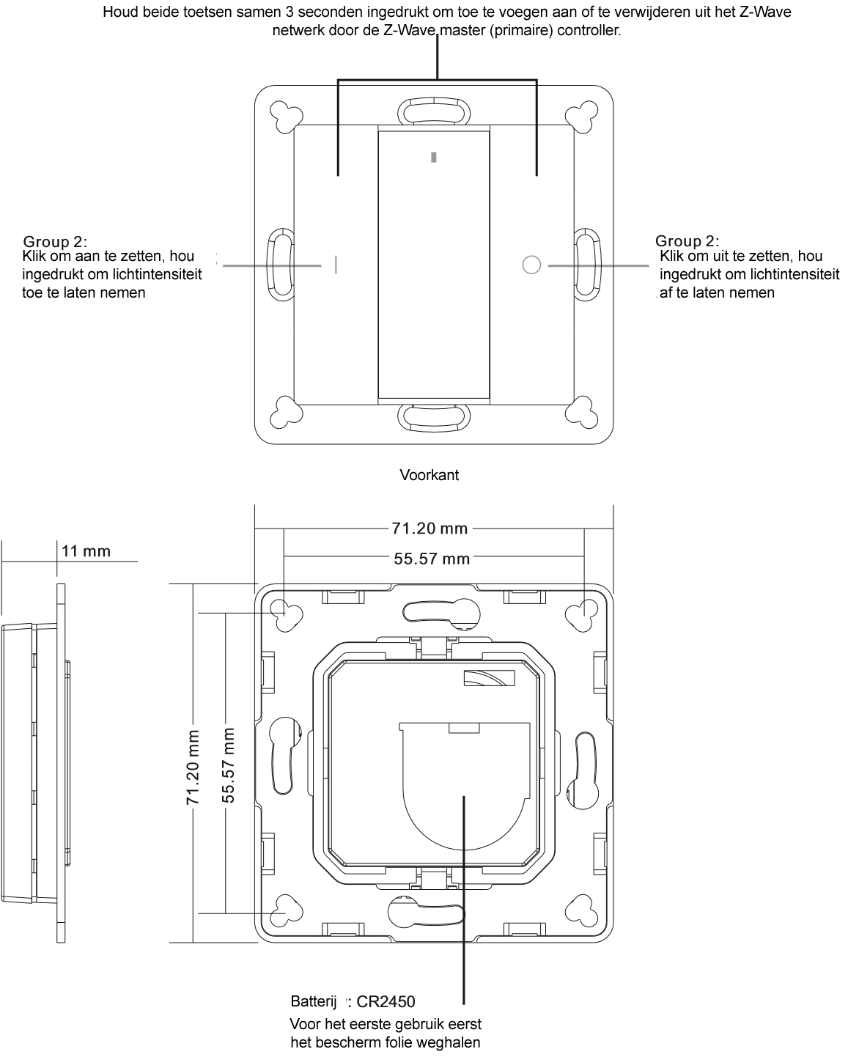 Houd beide toetsen samen 3 seconden ingedrukt om toe te voegen aan of te verwijderen uit het Z-Wave
netwerk door de Z-Wave master (primaire) controller.
Group 2:
Klik om aan te zetten, hou
ingedrukt om lichtintensiteit
toe te laten nemen
Group 2:
Klik om uit te zetten, hou
ingedrukt om lichtintensiteit
af te laten nemen
Voorkant
71.20 mm
55.57 mm
11 mm
71.20 mm
55.57 mm
Batterij : CR2450
Voor het eerste gebruik eerst
het bescherm folie weghalen